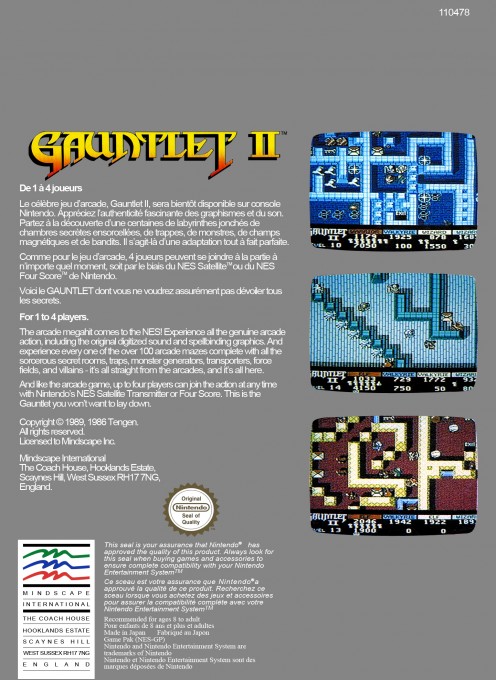 110478
GAUNTLET II™
De 1 à 4 joueurs
Le célèbre jeu d'arcade, Gauntlet II, sera bientôt disponible sur console
Nintendo. Appréciez l'authenticité fascinante des graphismes et du son.
Partez à la découverte d'une centaines de labyrinthes jonchés de
chambres secrètes ensorcellées, de trappes, de monstres, de champs
magnétiques et de bandits. Il s'agit-là d'une adaptation tout à fait parfaite.
Comme pour le jeu d'arcade, 4 joueurs peuvent se joindre à la partie à
n'importe quel moment, soit par le biais du NES Satellite™ ou du NES
Four Score™ de Nintendo.
Voici le GAUNTLET dont vous ne voudrez assurément pas dévoiler tous
les secrets.
For 1 to 4 players.
The arcade megahit comes to the NES! Experience all the genuine arcade
action, including the original digitized sound and spellbinding graphics. And
experience every one of the over 100 arcade mazes complete with all the
sorcerous secret rooms, traps, monster generators, transporters, force
fields, and villains - it's all straight from the arcades, and it's all here.
And like the arcade game, up to four players can join the action at any time
with Nintendo's NES Satellite Transmitter or Four Score. This is the
Gauntlet you won't want to lay down.
Copyright © 1989, 1986 Tengen.
All rights reserved.
Licensed to Mindscape Inc.
Mindscape International
The Coach House, Hooklands Estate,
Scaynes Hill, West Sussex RH17 7NG,
England.
Original
Nintendo
Seal of
Quality
MINDSCAPE
INTERNATIONAL
THE COACH HOUSE
HOOKLANDS ESTATE
SCAYNES HILL
WEST SUSSEX RH17 7NG
ENGLAND
This seal is your assurance that Nintendo® has
approved the quality of this product. Always look for
this seal when buying games and accessories to
ensure complete compatibility with your Nintendo
Entertainment System™
Ce sceau est votre assurance que Nintendo® a
approuvé la qualité de ce produit. Recherchez ce
sceau lorsque vous achetez des jeux et accessoires
pour assurer la compatibilité complète avec votre
Nintendo Entertainment System™
Recommended for ages 8 to adult
Pour enfants de 8 ans et plus et adultes
Made in Japan Fabriqué au Japon
Game Pak (NES-GP)
Nintendo and Nintendo Entertainment System are
trademarks of Nintendo
Nintendo et Nintendo Entertainment System sont des
marques déposées de Nintendo